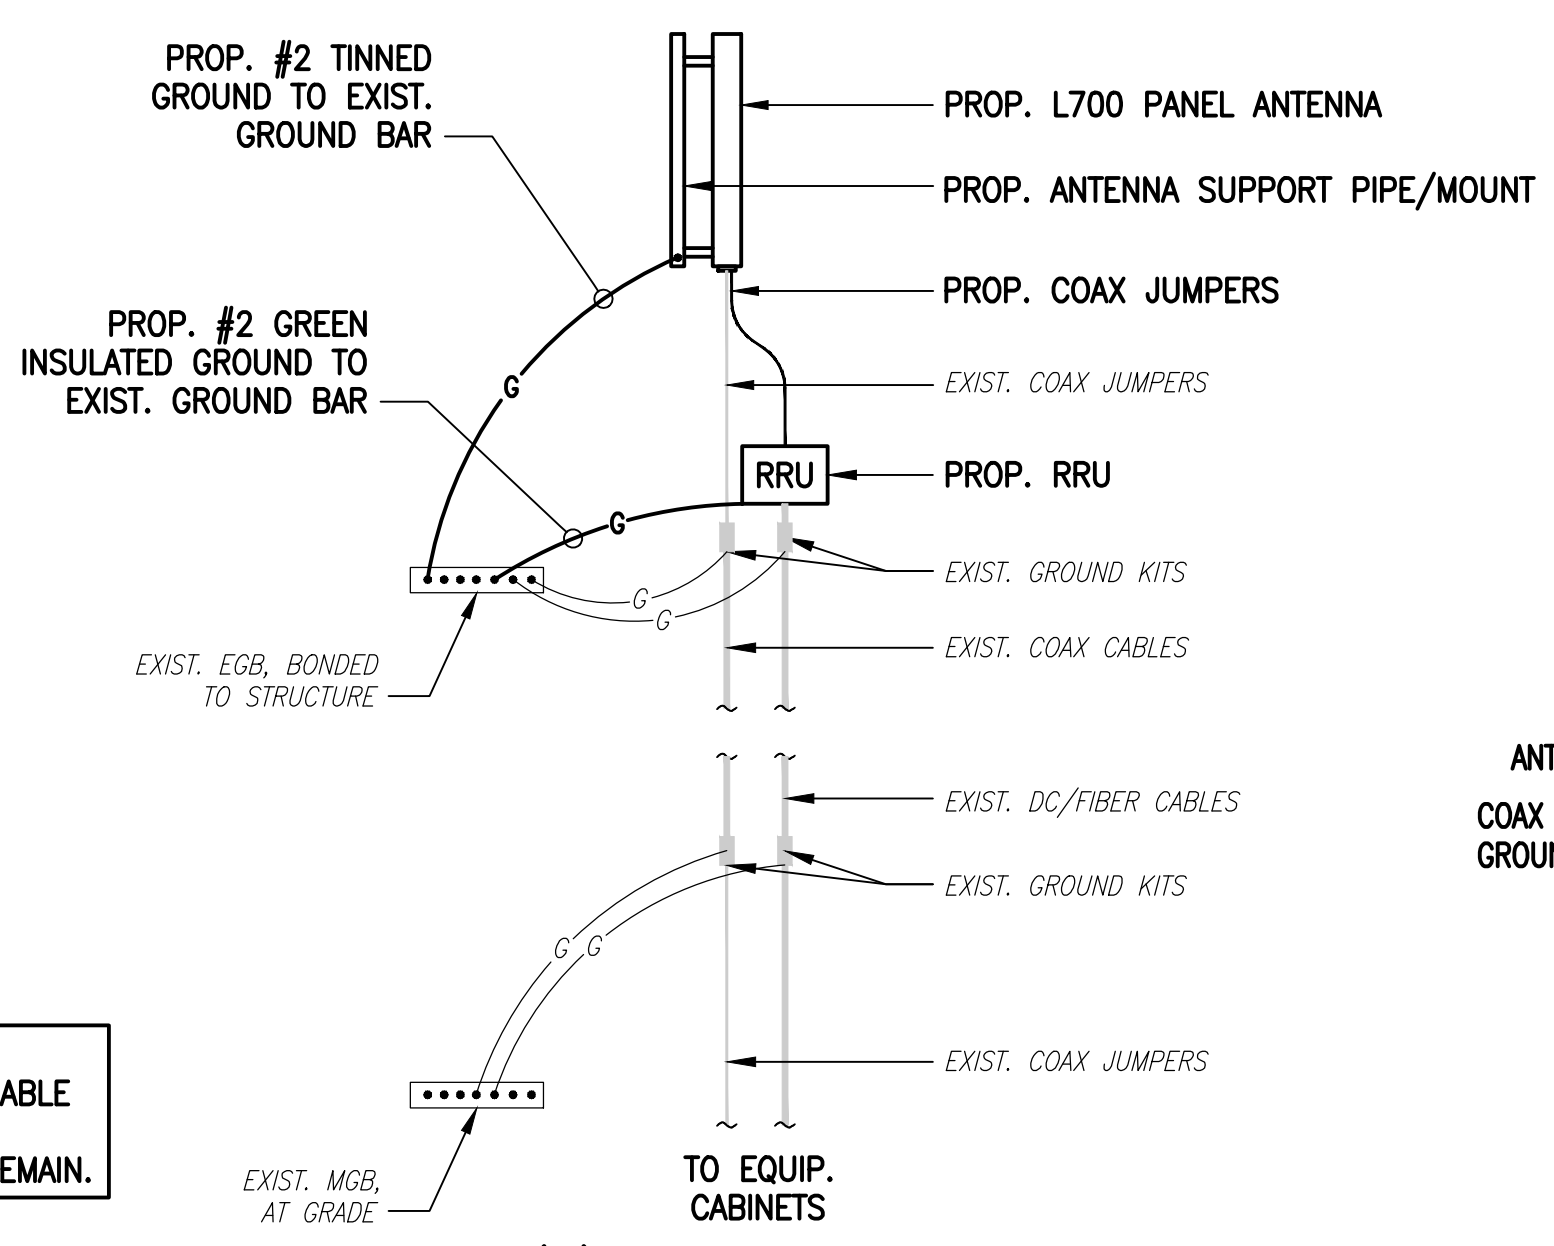 PROP. #2 TINNED
GROUND TO EXIST.
GROUND BAR
PROP. L700 PANEL ANTENNA
PROP. ANTENNA SUPPORT PIPE/MOUNT
PROP. COAX JUMPERS
PROP. #2 GREEN
INSULATED GROUND TO
EXIST. GROUND BAR
EXIST. COAX JUMPERS
G
RRU
PROP. RRU
G
EXIST. GROUND KITS
G
G
EXIST. EGB, BONDED
TO STRUCTURE
EXIST. COAX CABLES
EXIST. DC/FIBER CABLES
COAX
EXIST. GROUND KITS
G G
EXIST. COAX JUMPERS
ABLE
EMAIN.
EXIST. MGB,
AT GRADE
TO EQUIP.
CABINETS